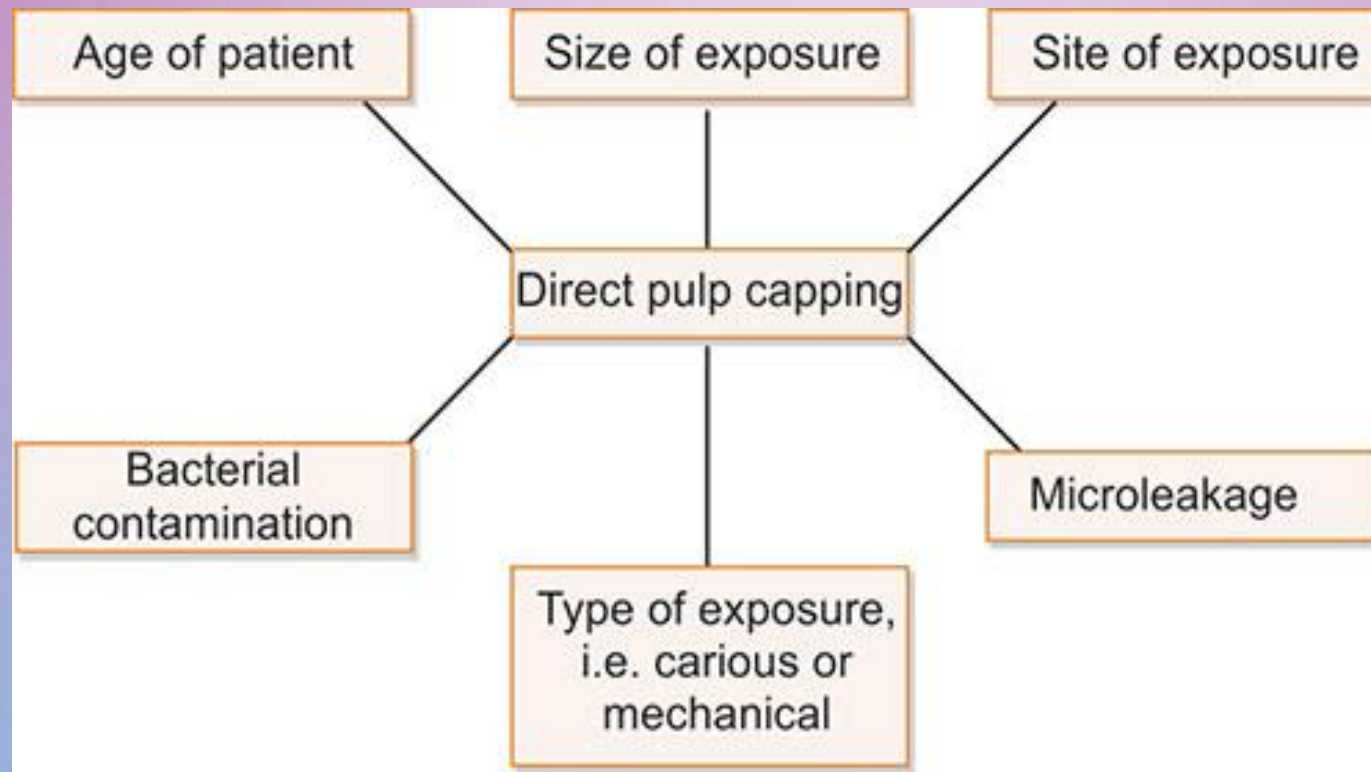 Age of patient
Size of exposure
Site of exposure
Direct pulp capping
Bacterial
contamination
Microleakage
Type of exposure,
i.e. carious or
mechanical